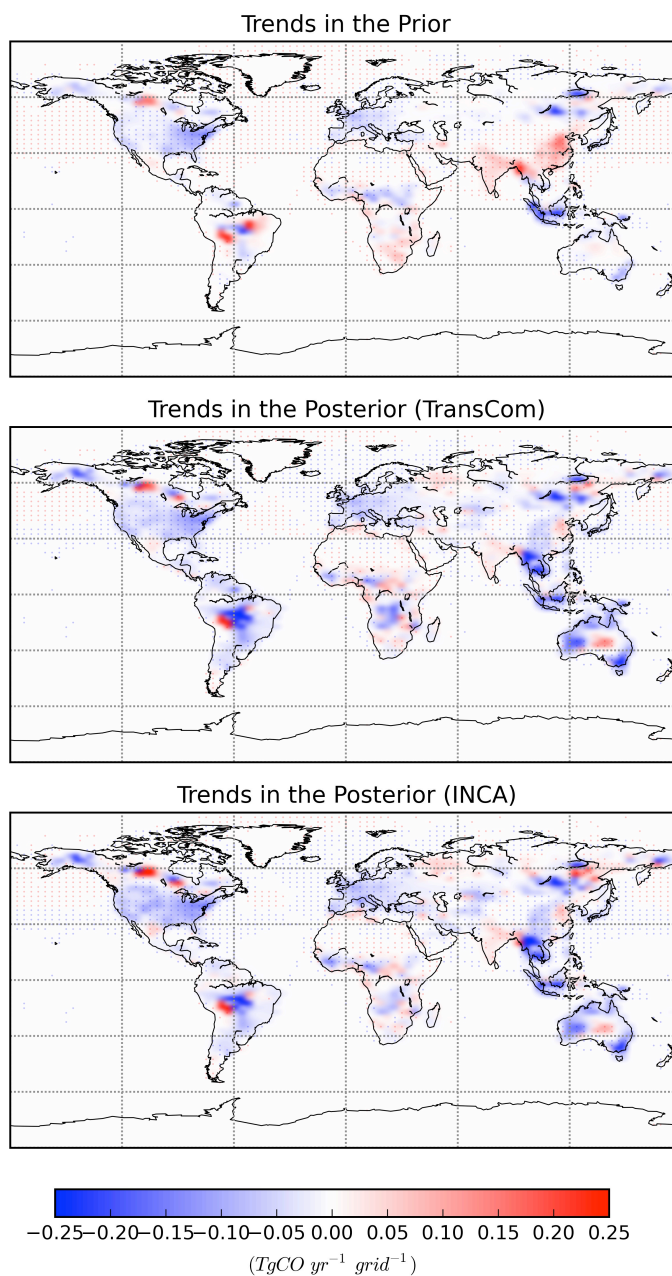 Trends in the Prior
Trends in the Posterior (TransCom)
Trends in the Posterior (INCA)
−0.25−0.20−0.15−0.10−0.05 0.00 0.05 0.10 0.15 0.20 0.25
(TgCO yr⁻¹ grid⁻¹)